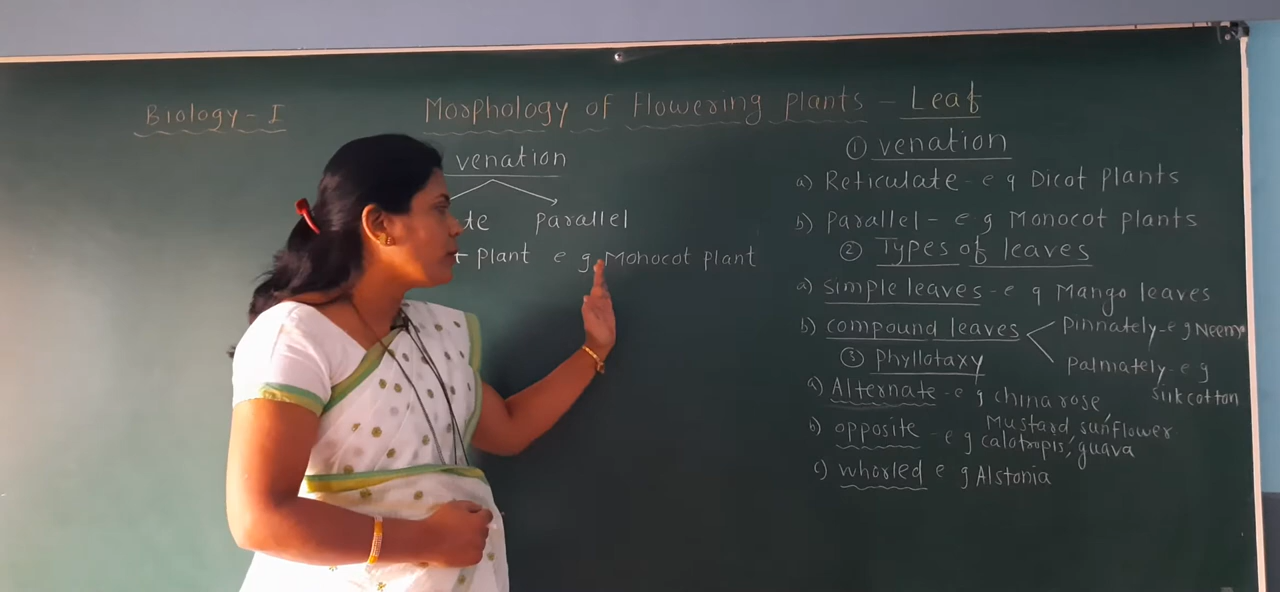 Biology - I
Morphology of Flowering plants - Leaf
venation
te Parallel
t plant e g. Monocot plant
① venation
a) Reticulate - e g Dicot plants
b) Parallel - e g Monocot plants
② Types of leaves
a) simple leaves - e g Mango leaves
b) compound leaves
Pinnately - e g Neem
Palmately - e g
silk cotton
③ Phyllotaxy
a) Alternate - e g china rose,
Mustard sunflower
b) opposite - e g calotropis, guava
c) whorled e g Alstonia